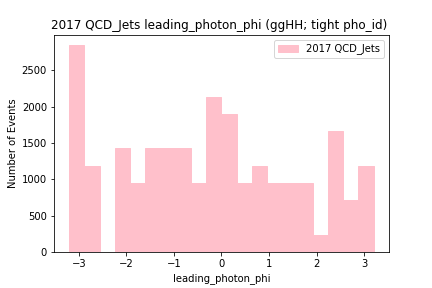 2017 QCD_Jets leading_photon_phi (ggHH; tight pho_id)
2017 QCD_Jets
Number of Events
2500
2000
1500
1000
500
0
−3 −2 −1 0 1 2 3
leading_photon_phi